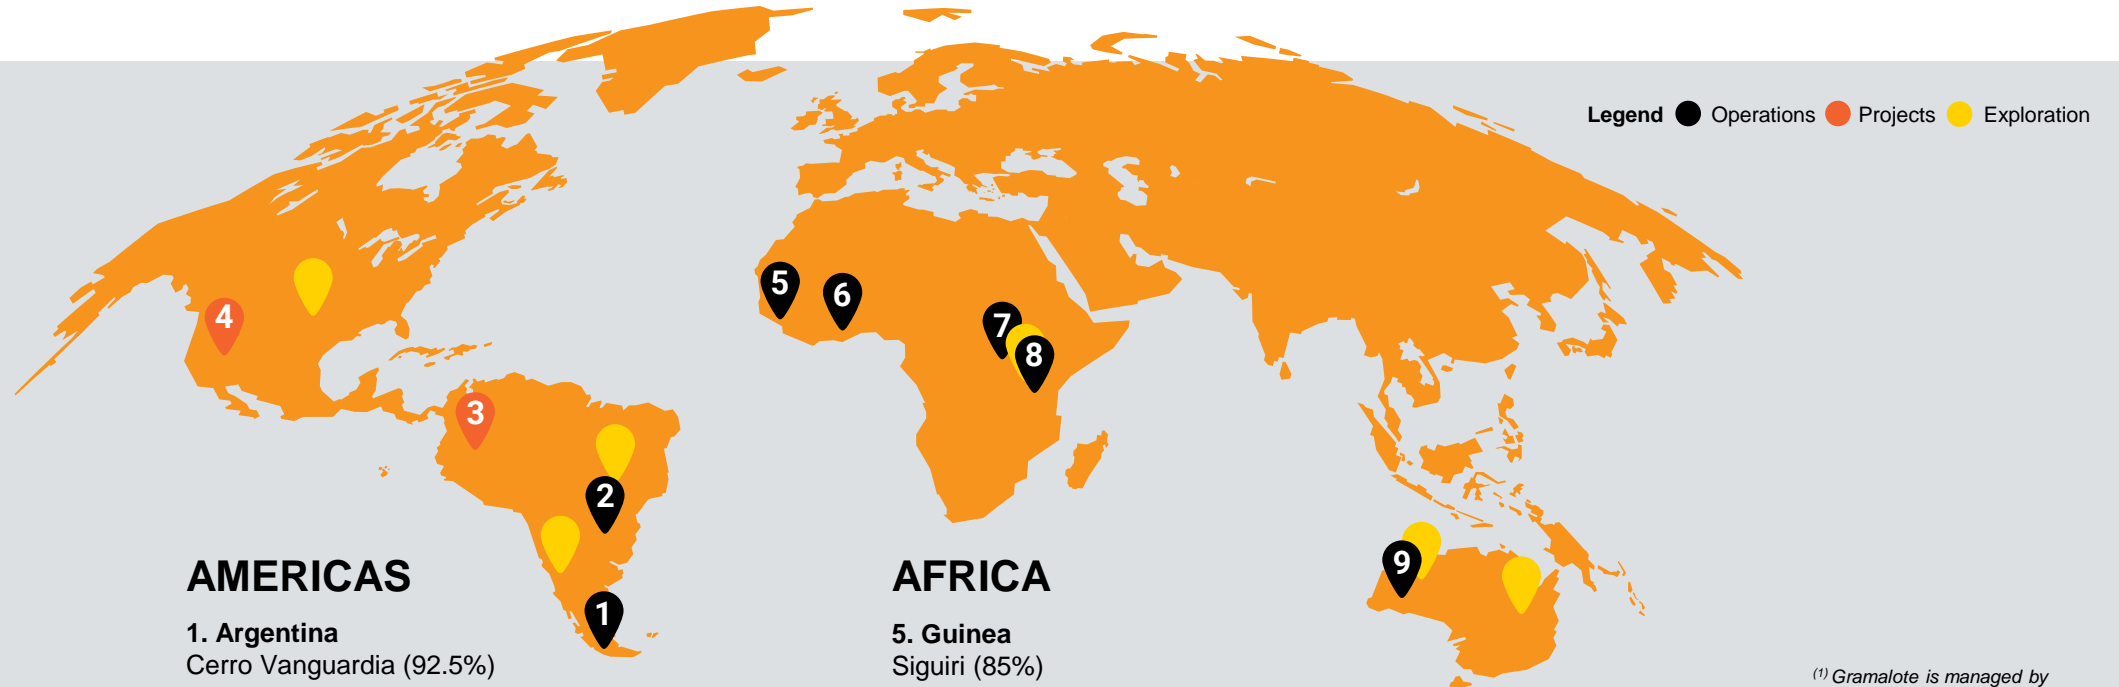 Legend Operations Projects Exploration
4
3
2
1
5
6
7
8
9
AMERICAS
1. Argentina
Cerro Vanguardia (92.5%)
AFRICA
5. Guinea
Siguiri (85%)
(1) Gramalote is managed by